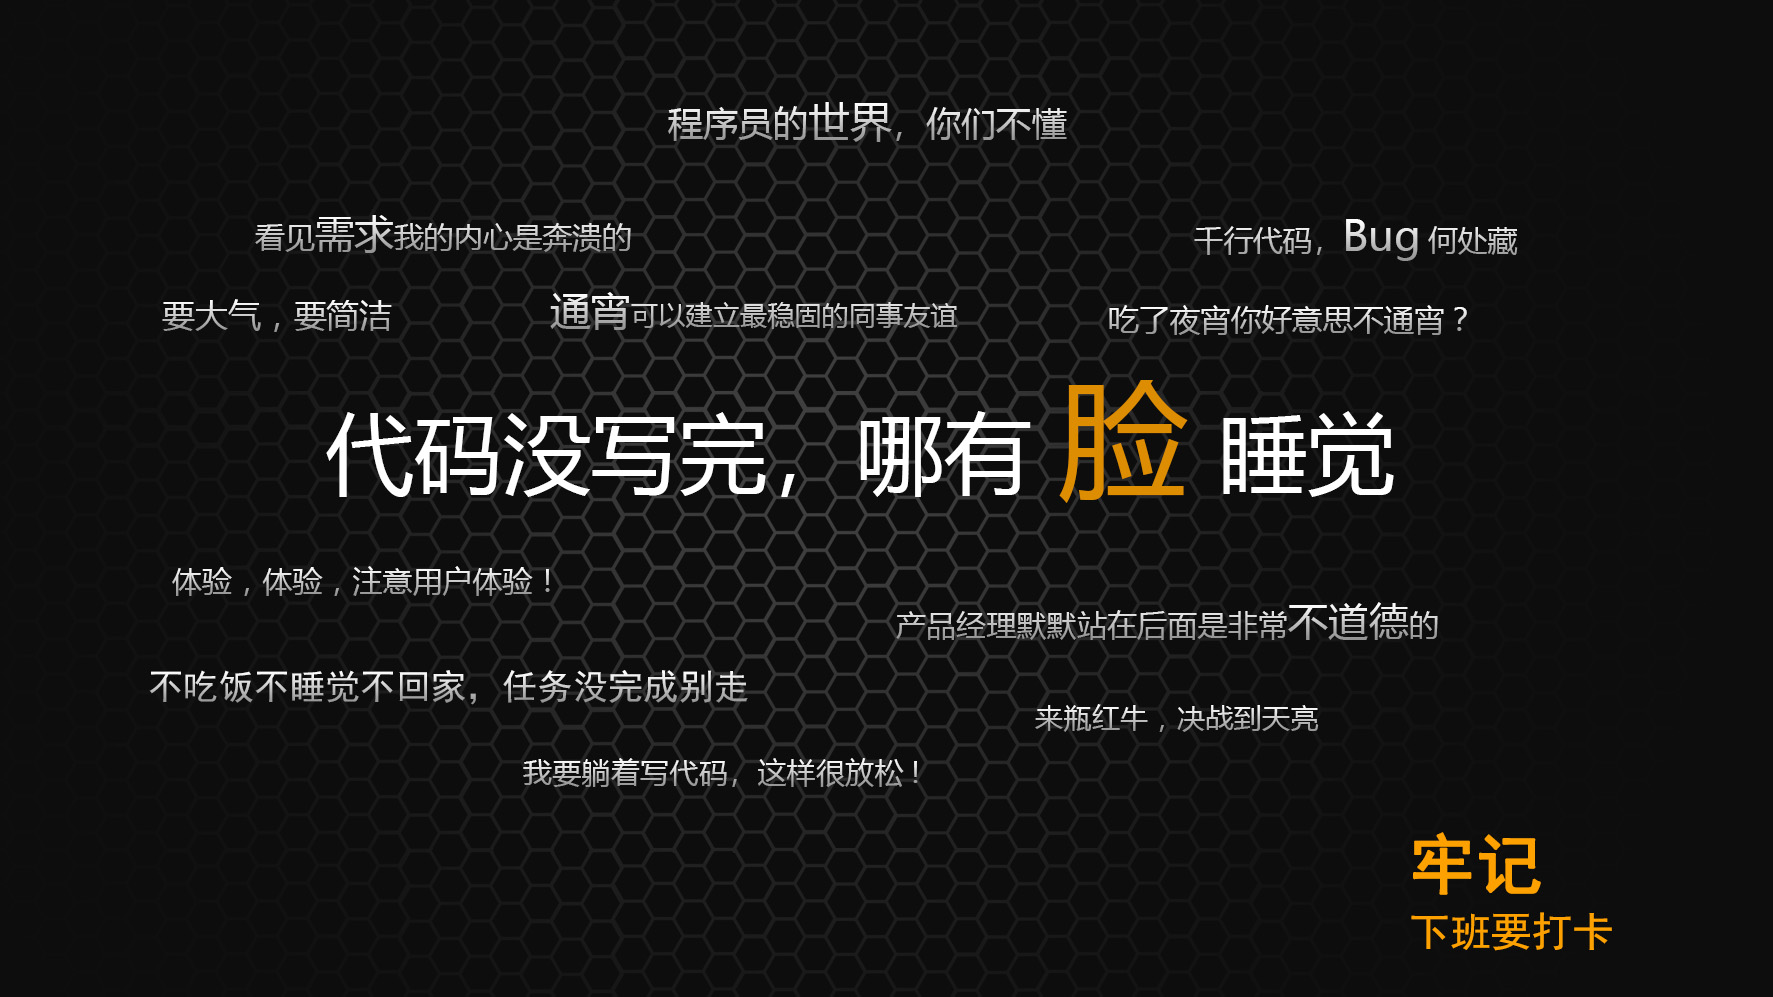 程序员的世界，你们不懂
看见需求我的内心是奔溃的
千行代码，Bug 何处藏
要大气，要简洁
通宵可以建立最稳固的同事友谊
吃了夜宵你好意思不通宵？
代码没写完，哪有 脸 睡觉
体验，体验，注意用户体验！
产品经理默默站在后面是非常不道德的
不吃饭不睡觉不回家，任务没完成别走
来瓶红牛，决战到天亮
我要躺着写代码，这样很放松！
牢记
下班要打卡